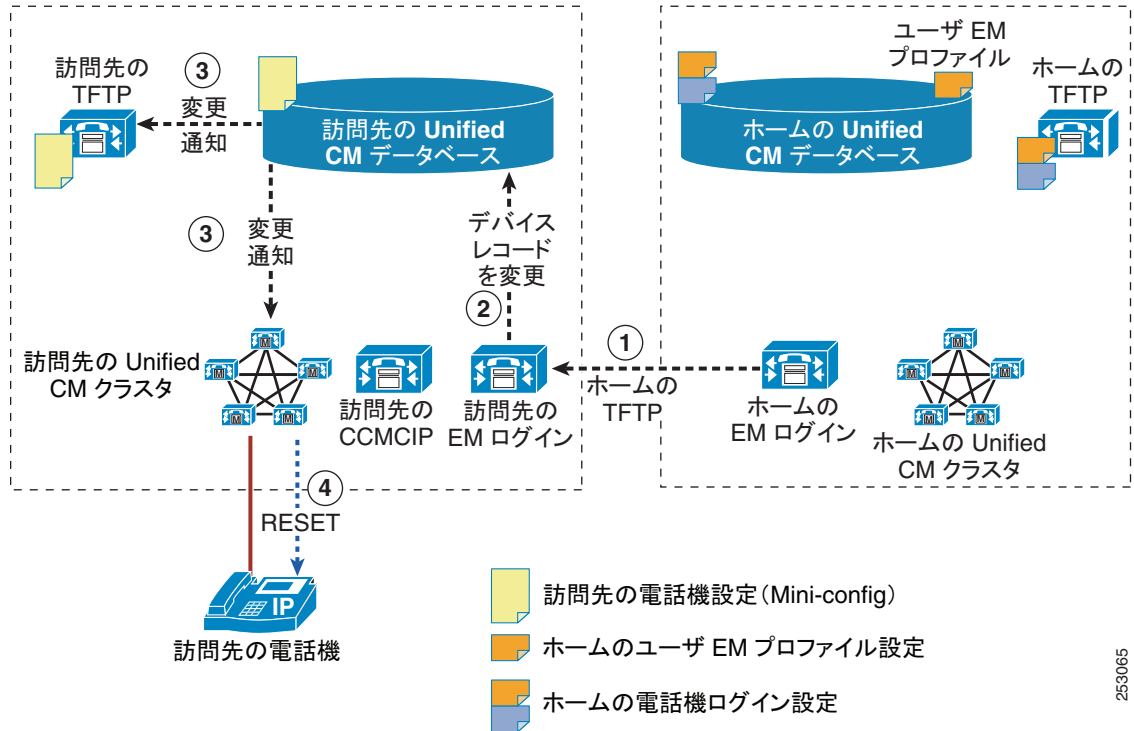 訪問先の
TFTP
③
変更
通知
訪問先の Unified
CM データベース
ユーザ EM
プロファイル
ホームの
TFTP
ホームの Unified
CM データベース
③
変更
通知
デバイス
レコード
を変更
②
①
ホームの
TFTP
訪問先の Unified
CM クラスタ
M
M
M
M
M
訪問先の
CCMCIP
訪問先の
EM ログイン
ホームの
EM ログイン
M
M
M
M
M
ホームの Unified
CM クラスタ
④
RESET
IP
訪問先の電話機
訪問先の電話機設定（Mini-config）
ホームのユーザ EM プロファイル設定
ホームの電話機ログイン設定
253065